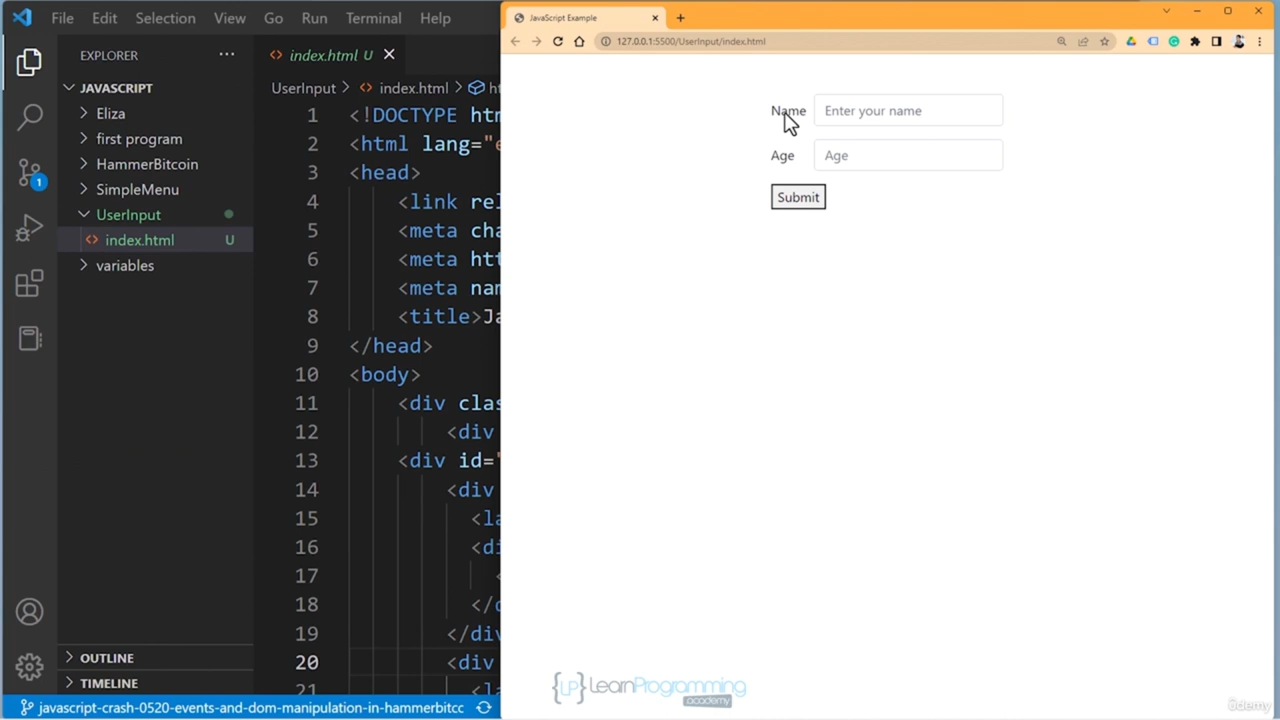 File Edit Selection View Go Run Terminal Help
EXPLORER
JAVASCRIPT
Eliza
first program
HammerBitcoin
SimpleMenu
UserInput
index.html U
variables
OUTLINE
TIMELINE
1
index.html U
UserInput > index.html >
1 <!DOCTYPE htm
2 <html lang="e
3 <head>
4 <link rel
5 <meta cha
6 <meta htt
7 <meta nam
8 <title>Ja
9 </head>
10 <body>
11 <div clas
12 <div
13 <div id="
14 <div
15 <la
16 <di
17 <
18 </d
19 </div
20 <div
21 <la
javascript-crash-0520-events-and-dom-manipulation-in-hammerbitcc
JavaScript Example
127.0.0.1:5500/UserInput/index.html
Name Enter your name
Age Age
Submit
{LP} LearnProgramming
academy
ûdemy